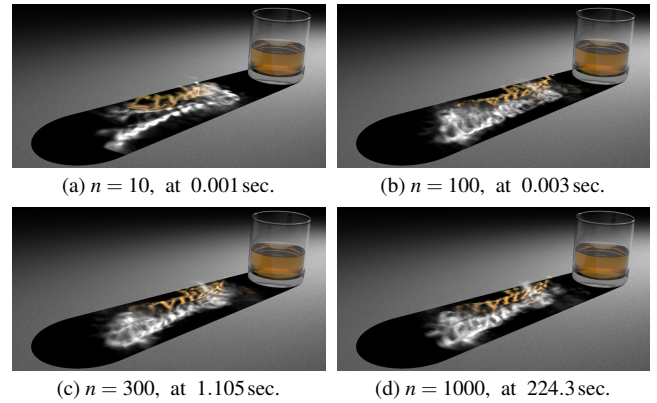 (a) n = 10, at 0.001 sec.
(b) n = 100, at 0.003 sec.
(c) n = 300, at 1.105 sec.
(d) n = 1000, at 224.3 sec.